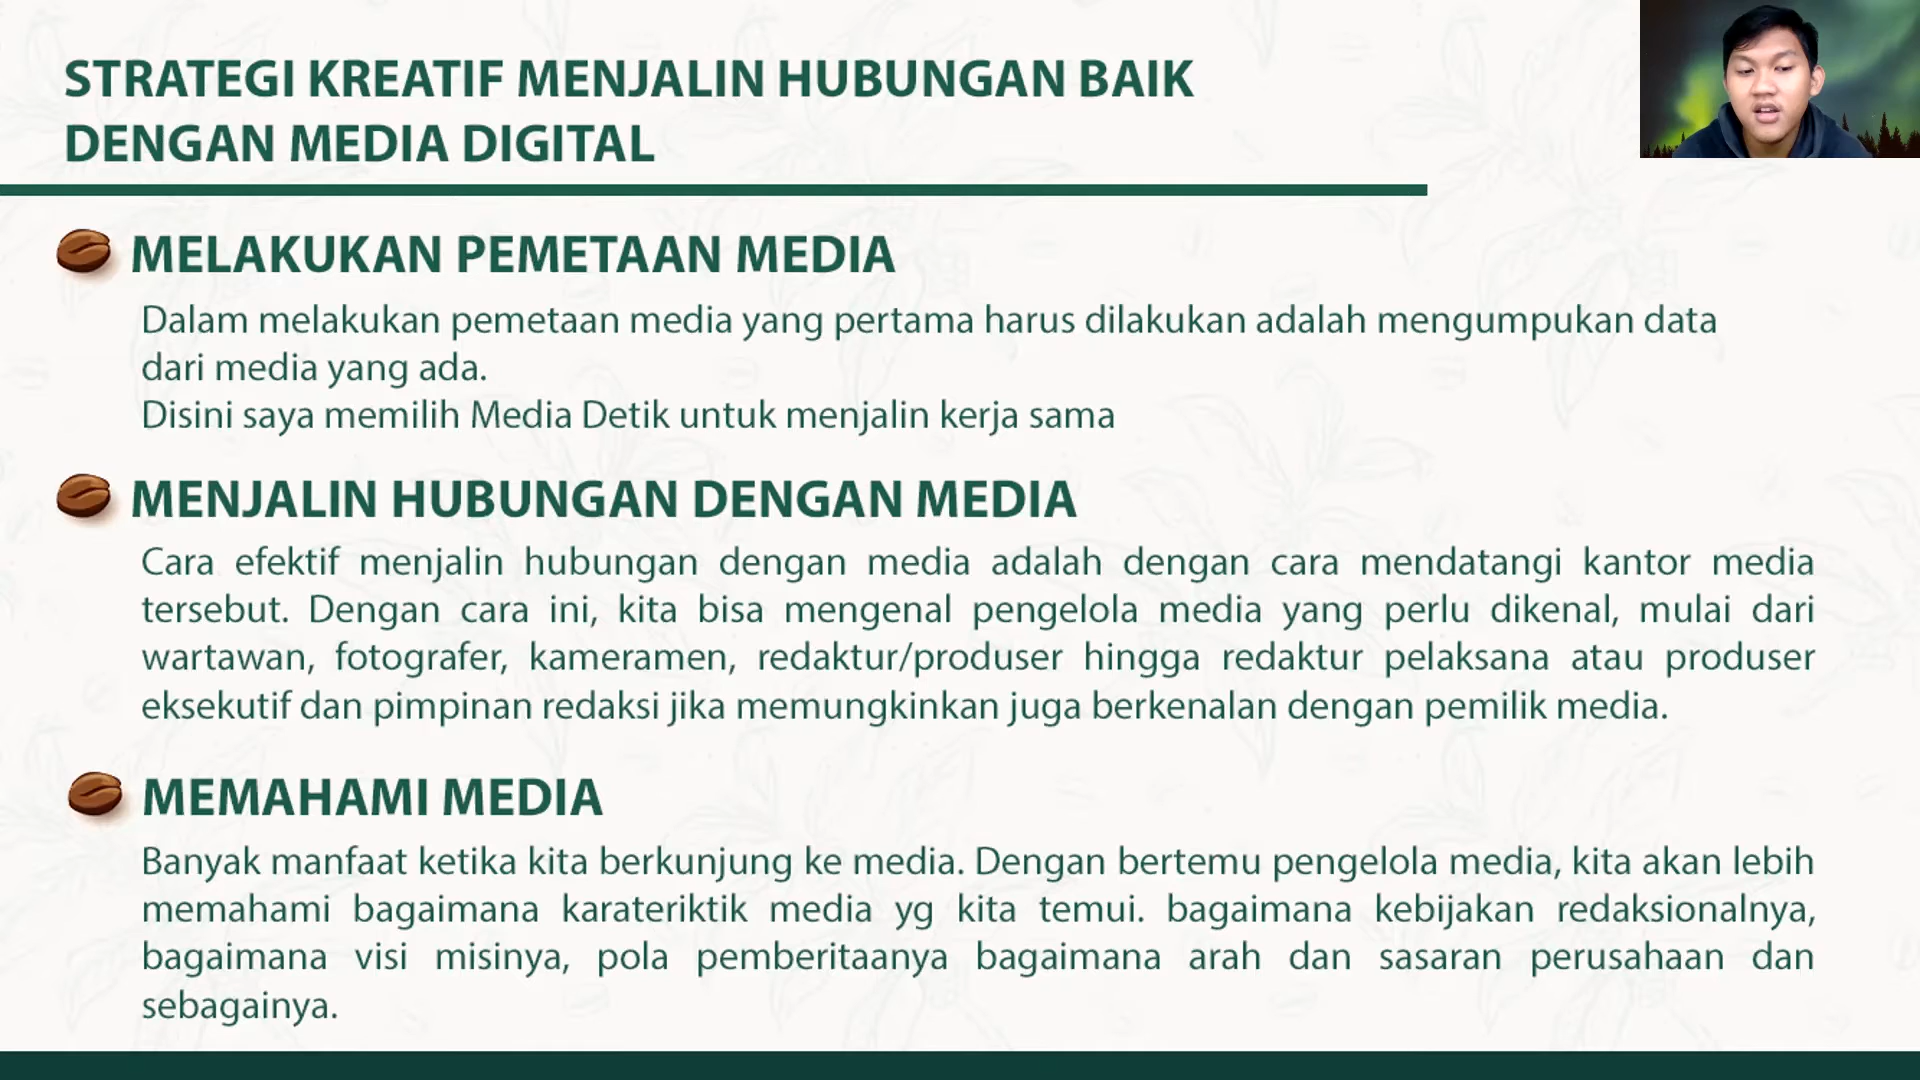 STRATEGI KREATIF MENJALIN HUBUNGAN BAIK
DENGAN MEDIA DIGITAL
MELAKUKAN PEMETAAN MEDIA
Dalam melakukan pemetaan media yang pertama harus dilakukan adalah mengumpukan data
dari media yang ada.
Disini saya memilih Media Detik untuk menjalin kerja sama
MENJALIN HUBUNGAN DENGAN MEDIA
Cara efektif menjalin hubungan dengan media adalah dengan cara mendatangi kantor media
tersebut. Dengan cara ini, kita bisa mengenal pengelola media yang perlu dikenal, mulai dari
wartawan, fotografer, kameramen, redaktur/produser hingga redaktur pelaksana atau produser
eksekutif dan pimpinan redaksi jika memungkinkan juga berkenalan dengan pemilik media.
MEMAHAMI MEDIA
Banyak manfaat ketika kita berkunjung ke media. Dengan bertemu pengelola media, kita akan lebih
memahami bagaimana karateriktik media yg kita temui. bagaimana kebijakan redaksionalnya,
bagaimana visi misinya, pola pemberitaanya bagaimana arah dan sasaran perusahaan dan
sebagainya.